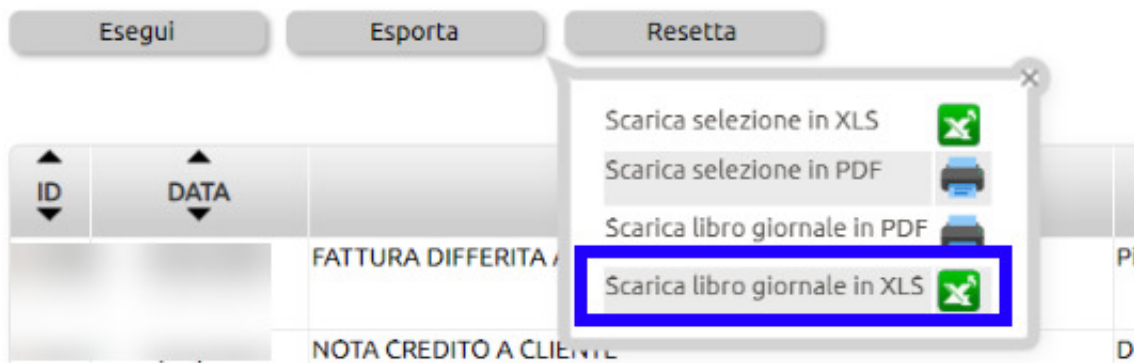 Esegui
Esporta
Resetta
Scarica selezione in XLS
Scarica selezione in PDF
Scarica libro giornale in PDF
Scarica libro giornale in XLS
ID
DATA
FATTURA DIFFERITA
NOTA CREDITO A CLIENTE